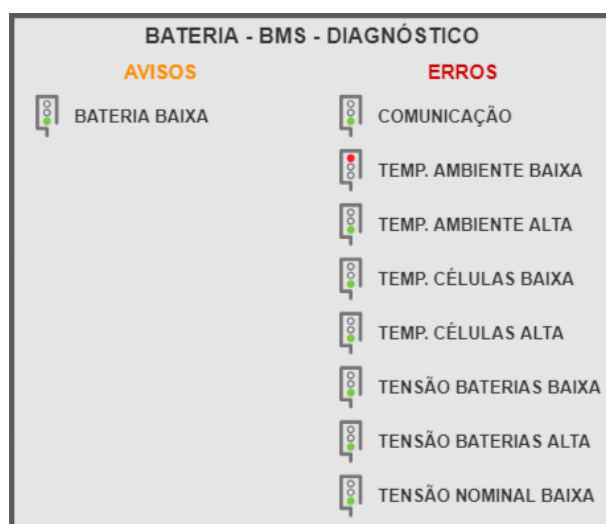 BATERIA - BMS - DIAGNÓSTICO
AVISOS
ERROS
BATERIA BAIXA
COMUNICAÇÃO
TEMP. AMBIENTE BAIXA
TEMP. AMBIENTE ALTA
TEMP. CÉLULAS BAIXA
TEMP. CÉLULAS ALTA
TENSÃO BATERIAS BAIXA
TENSÃO BATERIAS ALTA
TENSÃO NOMINAL BAIXA